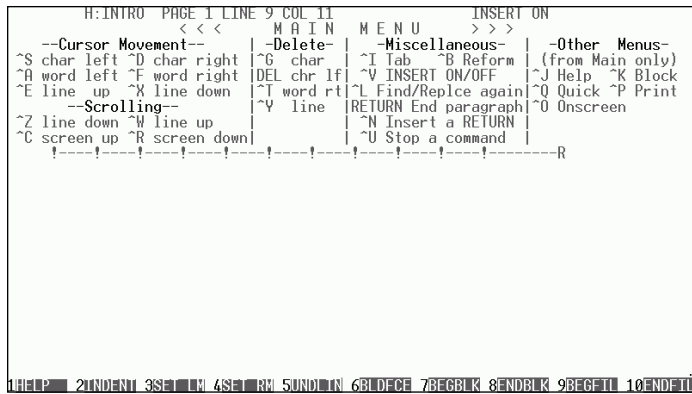 H:INTRO PAGE 1 LINE 9 COL 11 INSERT ON
< < < M A I N M E N U > > >
--Cursor Movement-- | -Delete- | -Miscellaneous- | -Other Menus-
^S char left ^D char right |^G char | ^I Tab ^B Reform | (from Main only)
^A word left ^F word right |DEL chr lf| ^V INSERT ON/OFF |^J Help ^K Block
^E line up ^X line down |^T word rt|^L Find/Replce again|^Q Quick ^P Print
--Scrolling-- |^Y line |RETURN End paragraph|^O Onscreen
^Z line down ^W line up | | ^N Insert a RETURN |
^C screen up ^R screen down| | ^U Stop a command |
!----!----!----!----!----!----!----!----!----!--------R
1HELP 2INDENT 3SET LM 4SET RM 5UNDLIN 6BLDFCE 7BEGBLK 8ENDBLK 9BEGFIL 10ENDFIL